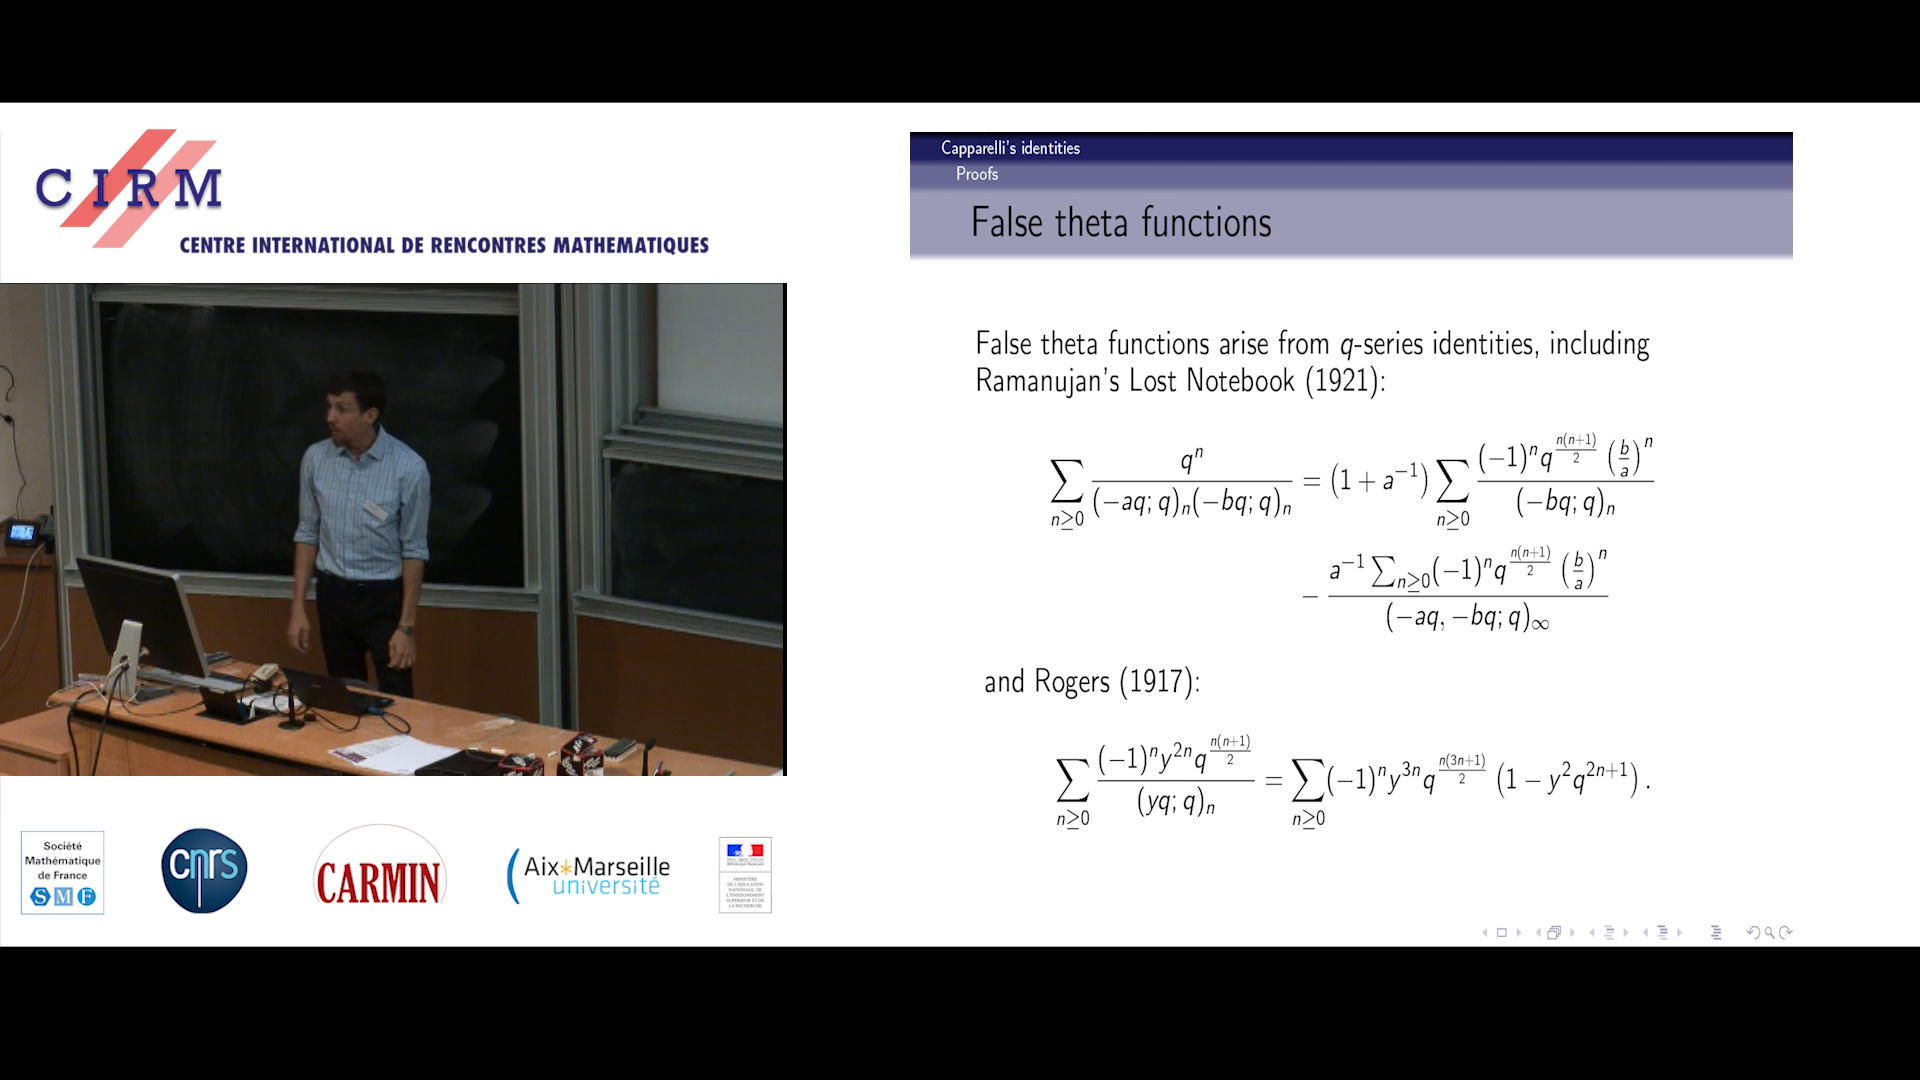 CIRM
CENTRE INTERNATIONAL DE RENCONTRES MATHEMATIQUES
Capparelli's identities
Proofs
False theta functions
False theta functions arise from q-series identities, including
Ramanujan's Lost Notebook (1921):
∑_{n≥0} q^n / ((−aq; q)_n(−bq; q)_n) = (1 + a^{−1}) ∑_{n≥0} (−1)^n q^{n(n+1)/2} (b/a)^n / (−bq; q)_n
− a^{−1} ∑_{n≥0}(−1)^n q^{n(n+1)/2} (b/a)^n / (−aq, −bq; q)_∞
and Rogers (1917):
∑_{n≥0} (−1)^n y^{2n} q^{n(n+1)/2} / (yq; q)_n = ∑_{n≥0} (−1)^n y^{3n} q^{n(3n+1)/2} (1 − y^2 q^{2n+1}) .
Société
Mathématique
de France
SMF
cnrs
CARMIN
Aix*Marseille
université